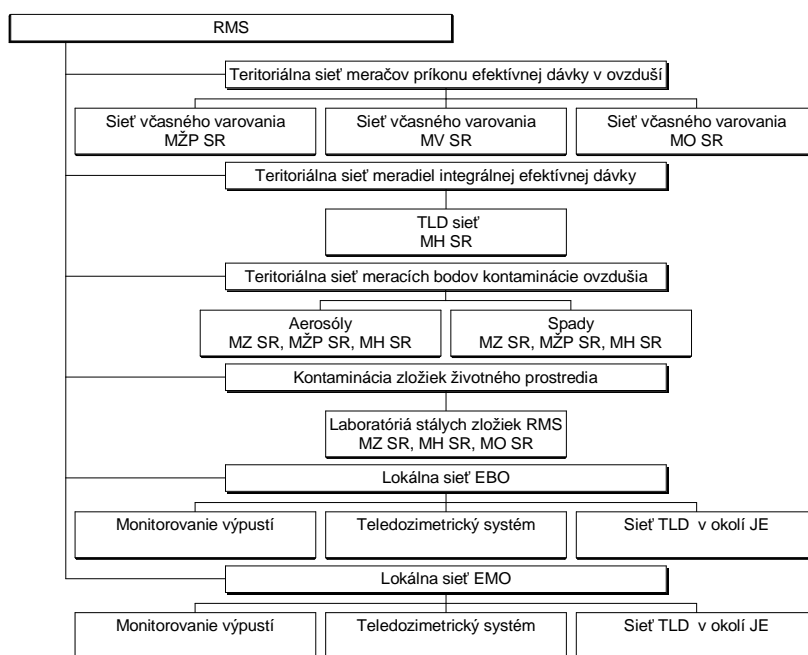 RMS
Teritoriálna sieť meračov príkonu efektívnej dávky v ovzduší
Sieť včasného varovania
MŽP SR
Sieť včasného varovania
MV SR
Sieť včasného varovania
MO SR
Teritoriálna sieť meradiel integrálnej efektívnej dávky
TLD sieť
MH SR
Teritoriálna sieť meracích bodov kontaminácie ovzdušia
Aerosóly
MZ SR, MŽP SR, MH SR
Spady
MZ SR, MŽP SR, MH SR
Kontaminácia zložiek životného prostredia
Laboratóriá stálych zložiek RMS
MZ SR, MH SR, MO SR
Lokálna sieť EBO
Monitorovanie výpustí
Teledozimetrický systém
Sieť TLD v okolí JE
Lokálna sieť EMO
Monitorovanie výpustí
Teledozimetrický systém
Sieť TLD v okolí JE